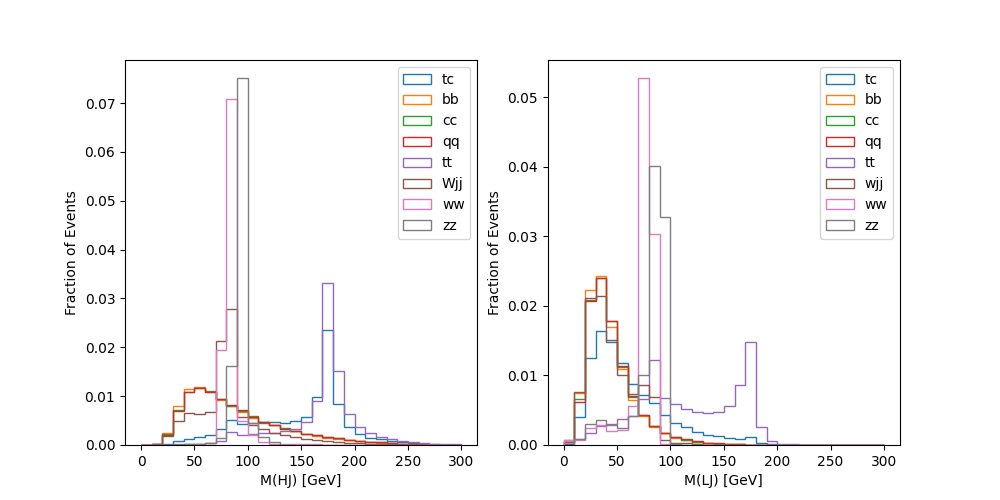 Fraction of Events
0.07
0.06
0.05
0.04
0.03
0.02
0.01
0.00
0
50
100
150
200
250
300
M(HJ) [GeV]
tc
bb
cc
qq
tt
Wjj
ww
zz
Fraction of Events
0.05
0.04
0.03
0.02
0.01
0.00
0
50
100
150
200
250
300
M(LJ) [GeV]
tc
bb
cc
qq
tt
wjj
ww
zz